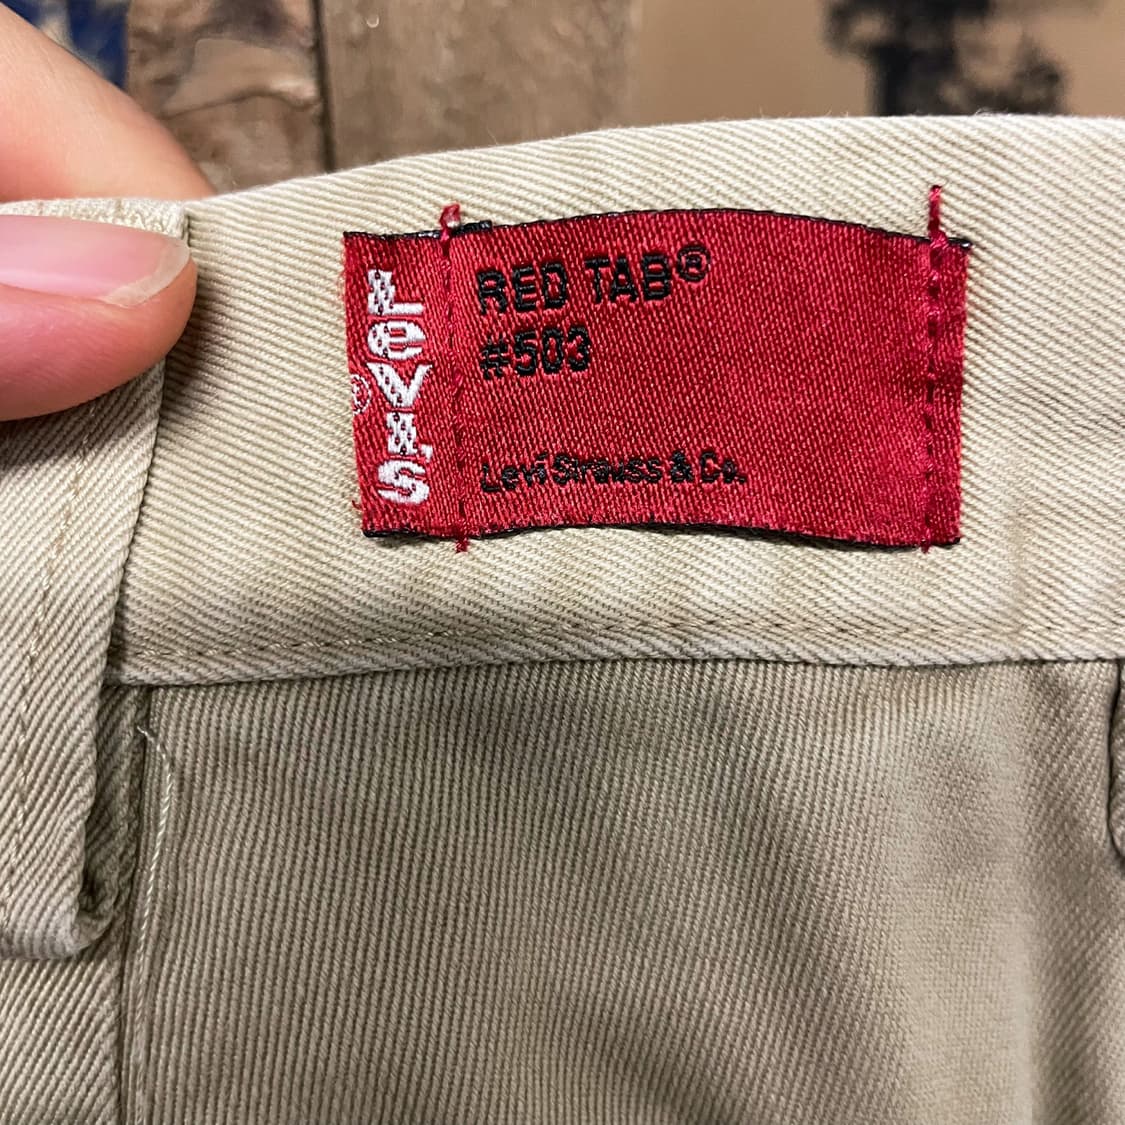 LeVI'S
®
RED TAB®
#503
Levi Strauss & Co.